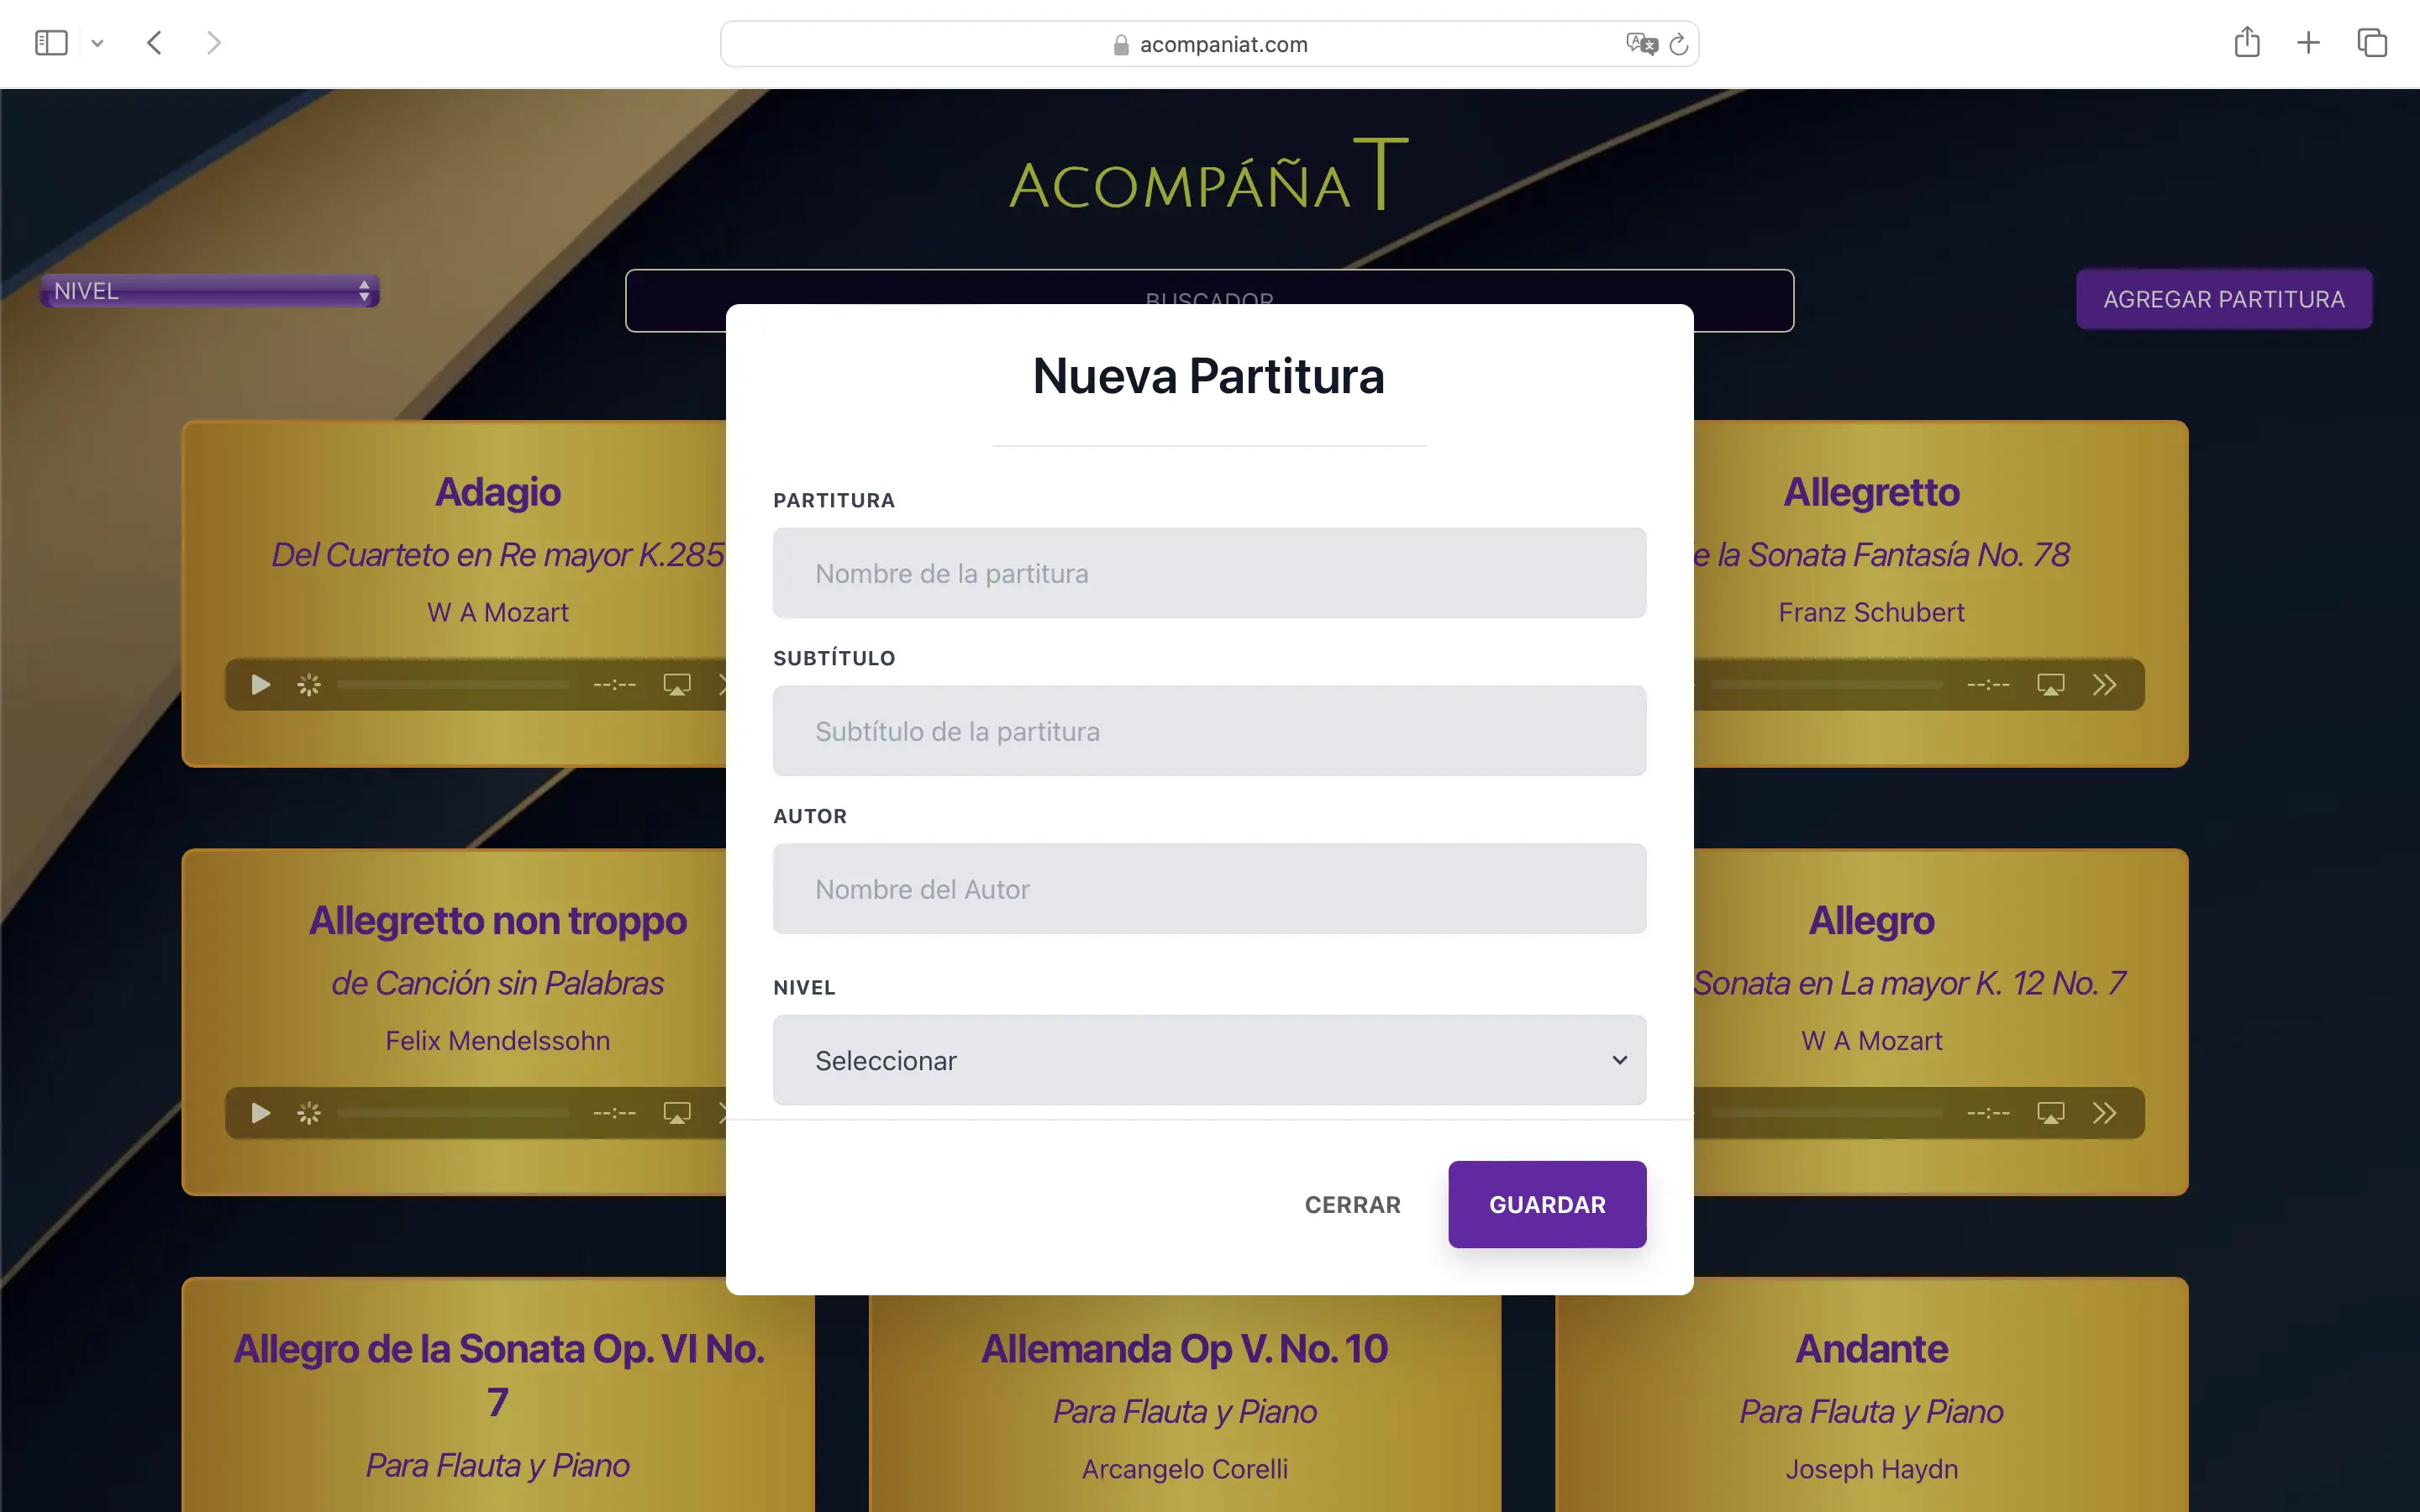 acompaniat.com
ACOMPÁÑAT
NIVEL
BUSCADOR
AGREGAR PARTITURA
Nueva Partitura
PARTITURA
Nombre de la partitura
SUBTÍTULO
Subtítulo de la partitura
AUTOR
Nombre del Autor
NIVEL
Seleccionar
CERRAR
GUARDAR
Adagio
Del Cuarteto en Re mayor K.285
W A Mozart
--:--
Allegretto
e la Sonata Fantasía No. 78
Franz Schubert
--:--
Allegretto non troppo
de Canción sin Palabras
Felix Mendelssohn
--:--
Allegro
Sonata en La mayor K. 12 No. 7
W A Mozart
--:--
Allegro de la Sonata Op. VI No.
7
Para Flauta y Piano
Allemanda Op V. No. 10
Para Flauta y Piano
Arcangelo Corelli
Andante
Para Flauta y Piano
Joseph Haydn